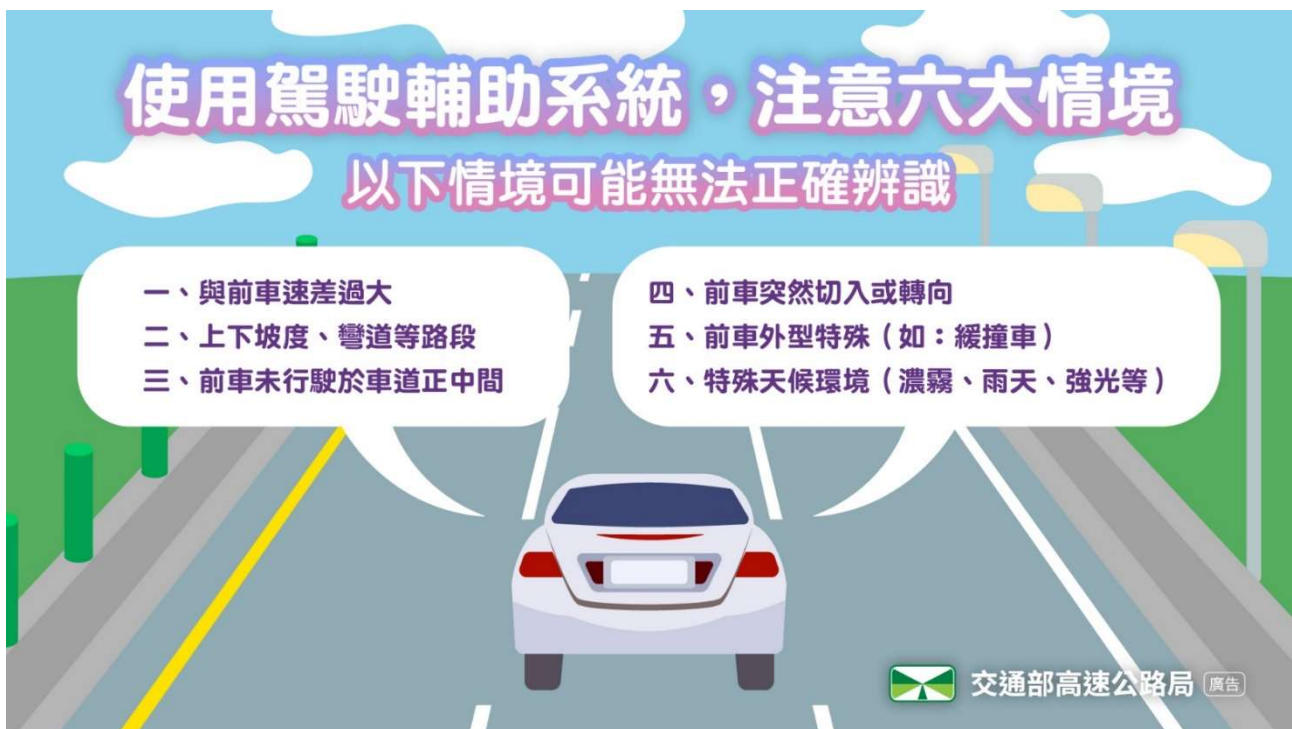 使用駕駛輔助系統，注意六大情境
以下情境可能無法正確辨識
一、與前車速差過大
二、上下坡度、彎道等路段
三、前車未行駛於車道正中間
四、前車突然切入或轉向
五、前車外型特殊（如：緩撞車）
六、特殊天候環境（濃霧、雨天、強光等）
交通部高速公路局 廣告